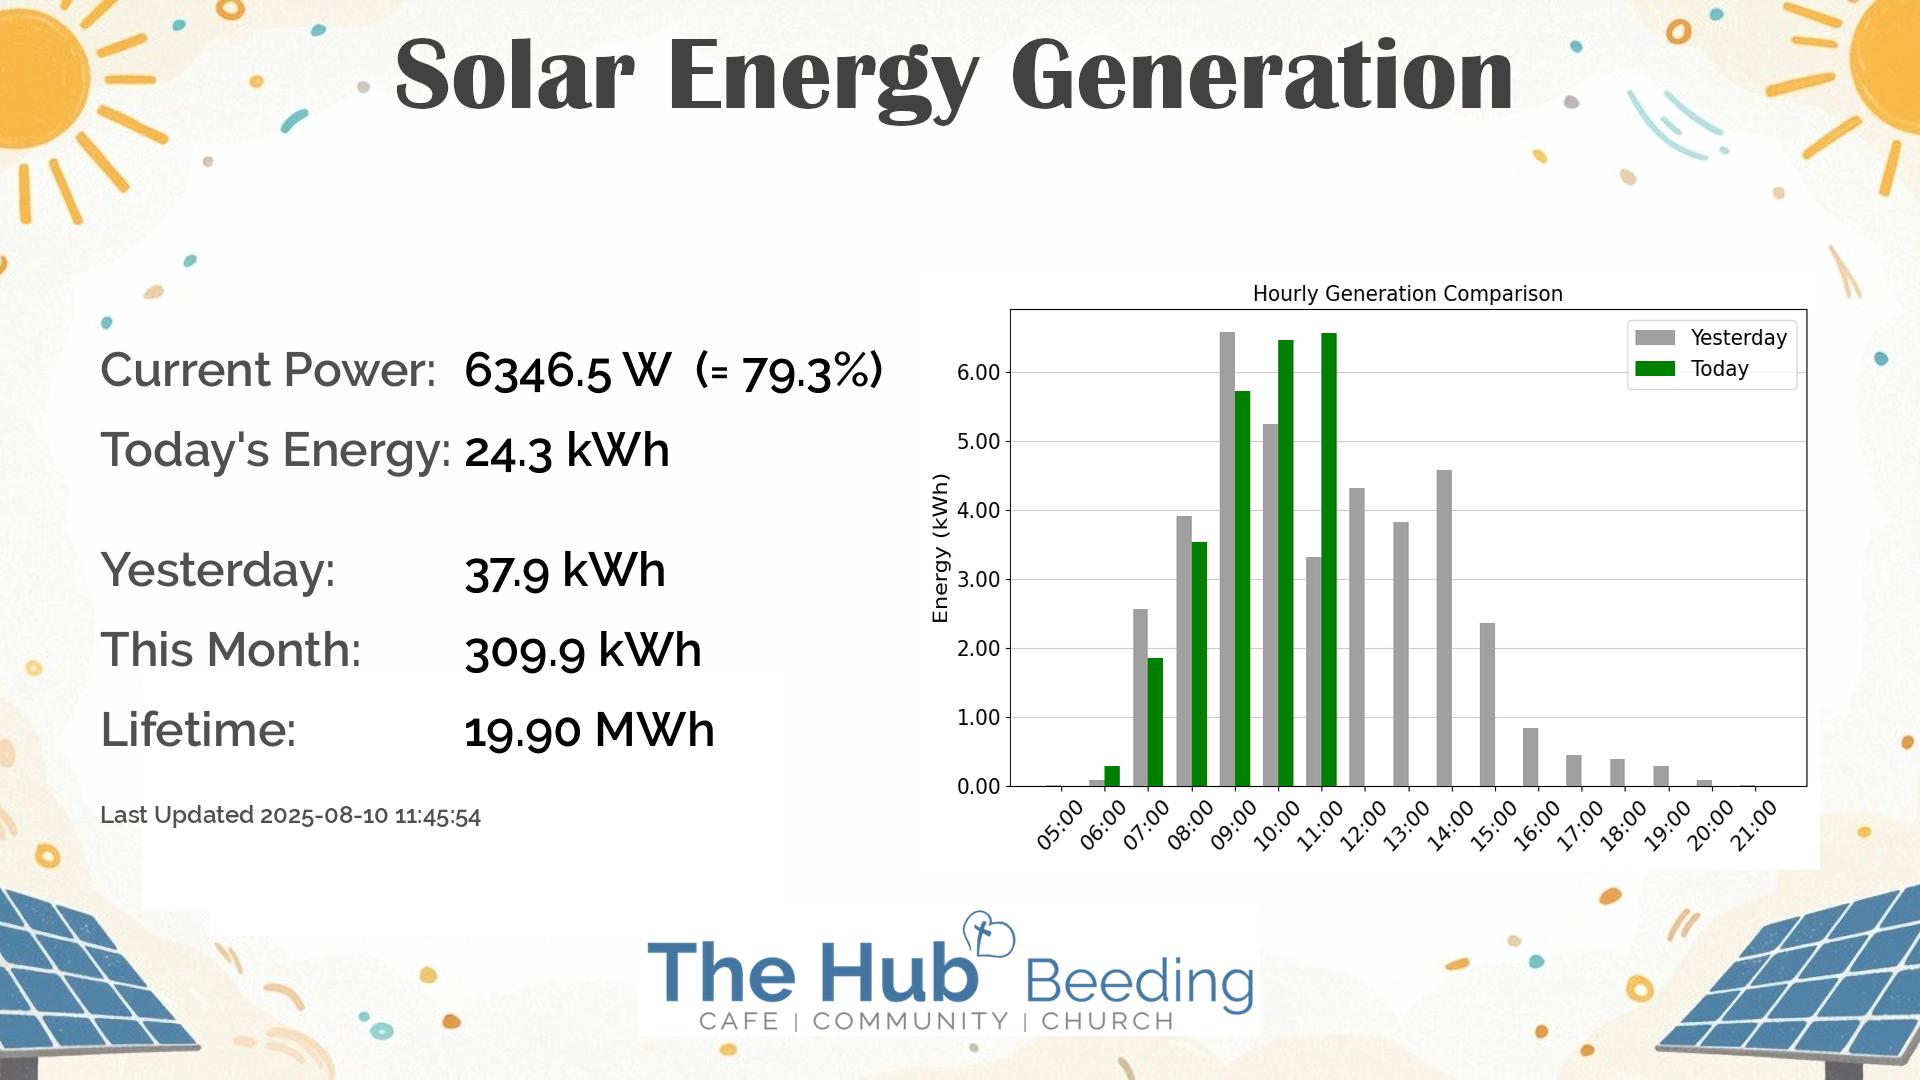 Solar Energy Generation
Current Power: 6346.5 W (= 79.3%)
Today's Energy: 24.3 kWh
Yesterday: 37.9 kWh
This Month: 309.9 kWh
Lifetime: 19.90 MWh
Last Updated 2025-08-10 11:45:54
Hourly Generation Comparison
Yesterday
Today
Energy (kWh)
6.00
5.00
4.00
3.00
2.00
1.00
0.00
05:00 06:00 07:00 08:00 09:00 10:00 11:00 12:00 13:00 14:00 15:00 16:00 17:00 18:00 19:00 20:00 21:00
The Hub Beeding
CAFE | COMMUNITY | CHURCH